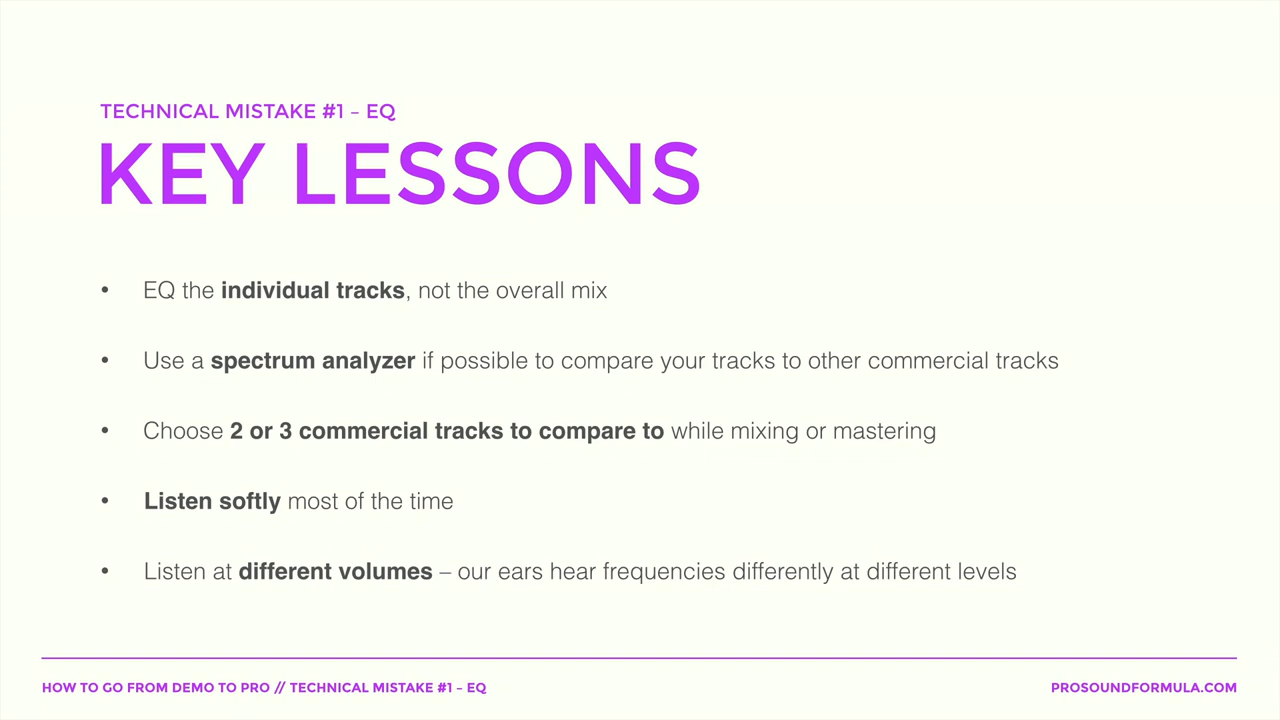 TECHNICAL MISTAKE #1 – EQ
KEY LESSONS
• EQ the individual tracks, not the overall mix
• Use a spectrum analyzer if possible to compare your tracks to other commercial tracks
• Choose 2 or 3 commercial tracks to compare to while mixing or mastering
• Listen softly most of the time
• Listen at different volumes – our ears hear frequencies differently at different levels
HOW TO GO FROM DEMO TO PRO // TECHNICAL MISTAKE #1 – EQ
PROSOUNDFORMULA.COM